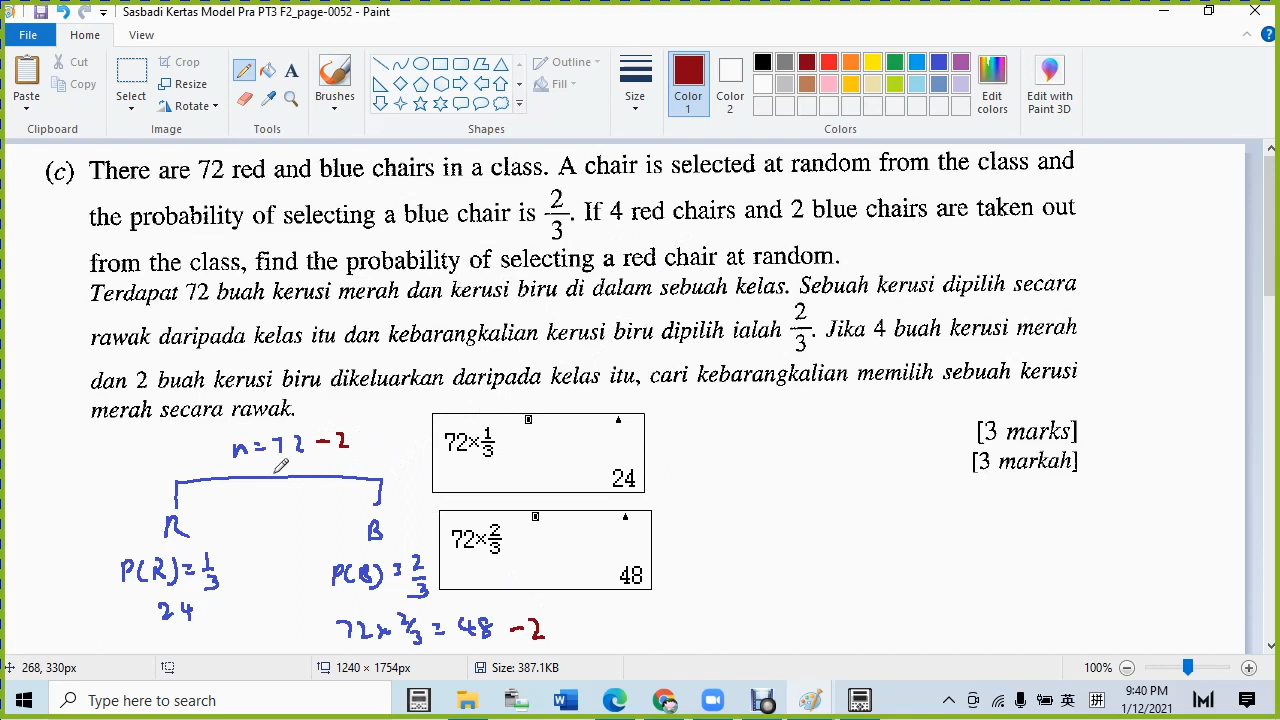 Sasbadi Kertas Model Pra PT3 F2_page-0052 - Paint
File Home View
Paste Cut Copy Clipboard
Select Crop Resize Rotate Image
Tools
Brushes
Shapes Outline Fill
Size
Color 1 Color 2 Colors Edit colors
Edit with Paint 3D
(c) There are 72 red and blue chairs in a class. A chair is selected at random from the class and
the probability of selecting a blue chair is 2/3. If 4 red chairs and 2 blue chairs are taken out
from the class, find the probability of selecting a red chair at random.
Terdapat 72 buah kerusi merah dan kerusi biru di dalam sebuah kelas. Sebuah kerusi dipilih secara
rawak daripada kelas itu dan kebarangkalian kerusi biru dipilih ialah 2/3. Jika 4 buah kerusi merah
dan 2 buah kerusi biru dikeluarkan daripada kelas itu, cari kebarangkalian memilih sebuah kerusi
merah secara rawak.
[3 marks]
[3 markah]
n = 72 - 2
72×1/3
24
72×2/3
48
R B
P(R) = 1/3 P(B) = 2/3
24
72 × 2/3 = 48 - 2
268, 330px 1240 × 1754px Size: 387.1KB 100%
Type here to search
英 拼
9:40 PM
1/12/2021